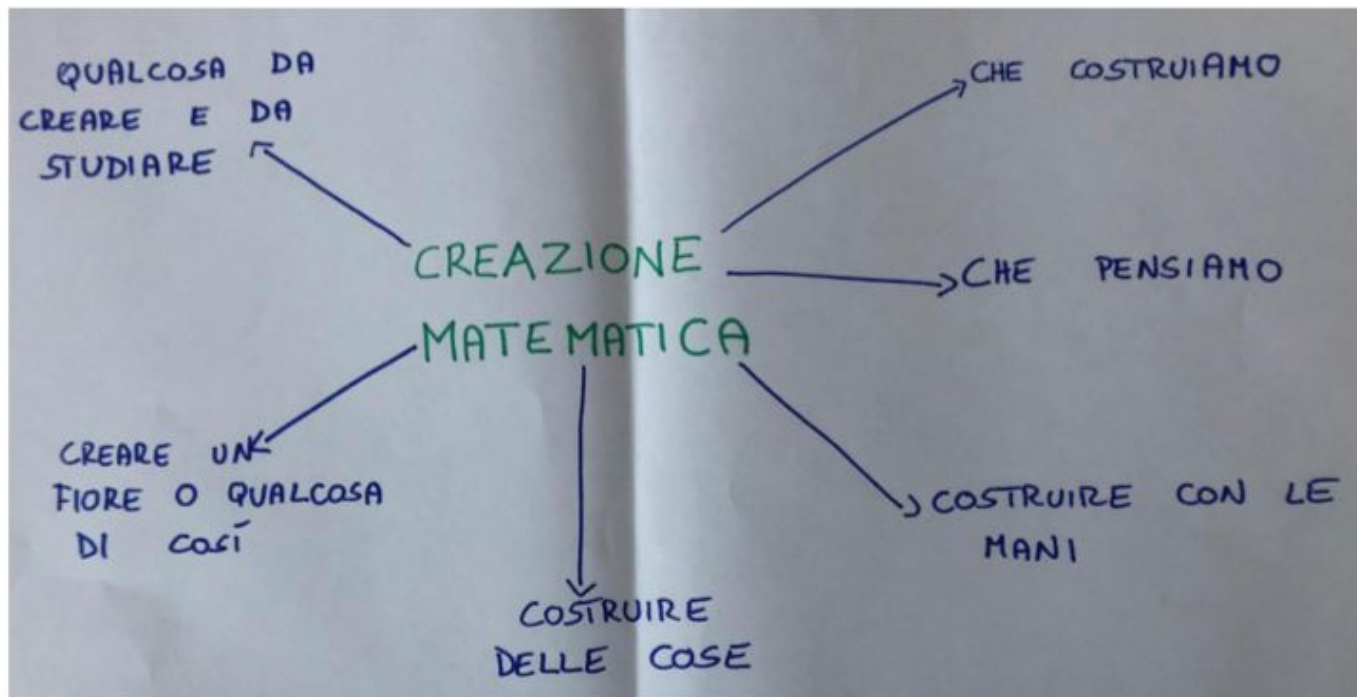 QUALCOSA DA
CREARE E DA
STUDIARE
CHE COSTRUIAMO
CREAZIONE
MATEMATICA
CHE PENSIAMO
CREARE UN
FIORE O QUALCOSA
DI COSÌ
COSTRUIRE CON LE
MANI
COSTRUIRE
DELLE COSE